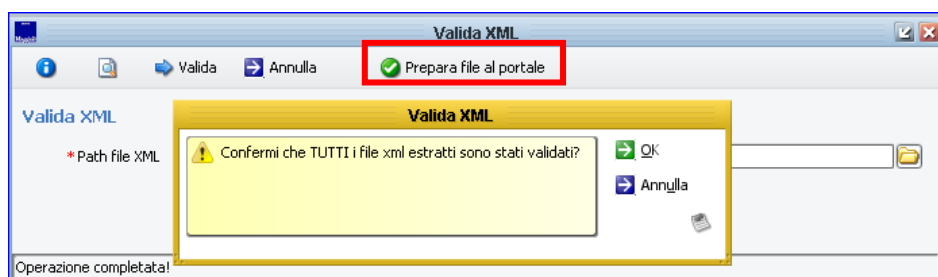 Valida XML
Valida Annulla Prepara file al portale
Valida XML
Valida XML
* Path file XML
Confermi che TUTTI i file xml estratti sono stati validati?
OK
Annulla
Operazione completata!